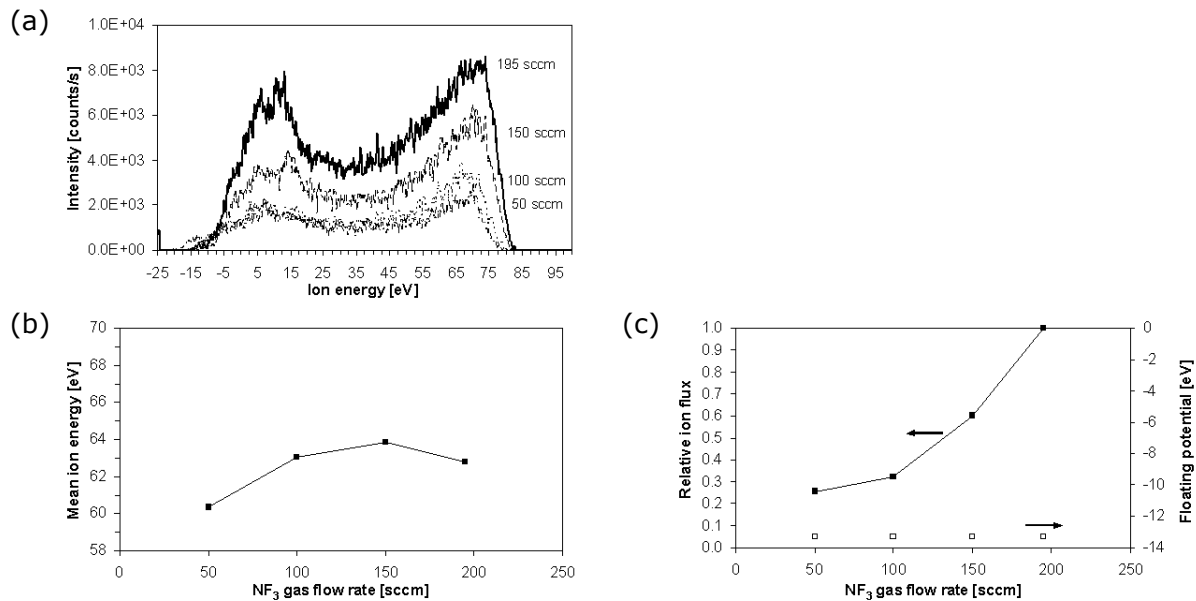 (a)
1.0E+04
8.0E+03
6.0E+03
4.0E+03
2.0E+03
0.0E+00
Intensity [counts/s]
195 sccm
150 sccm
100 sccm
50 sccm
-25 -15 -5 5 15 25 35 45 55 65 75 85 95
Ion energy [eV]
(b)
70
68
66
64
62
60
58
Mean ion energy [eV]
0 50 100 150 200 250
NF3 gas flow rate [sccm]
(c)
1.0
0.9
0.8
0.7
0.6
0.5
0.4
0.3
0.2
0.1
0.0
Relative ion flux
0
-2
-4
-6
-8
-10
-12
-14
Floating potential [eV]
0 50 100 150 200 250
NF3 gas flow rate [sccm]